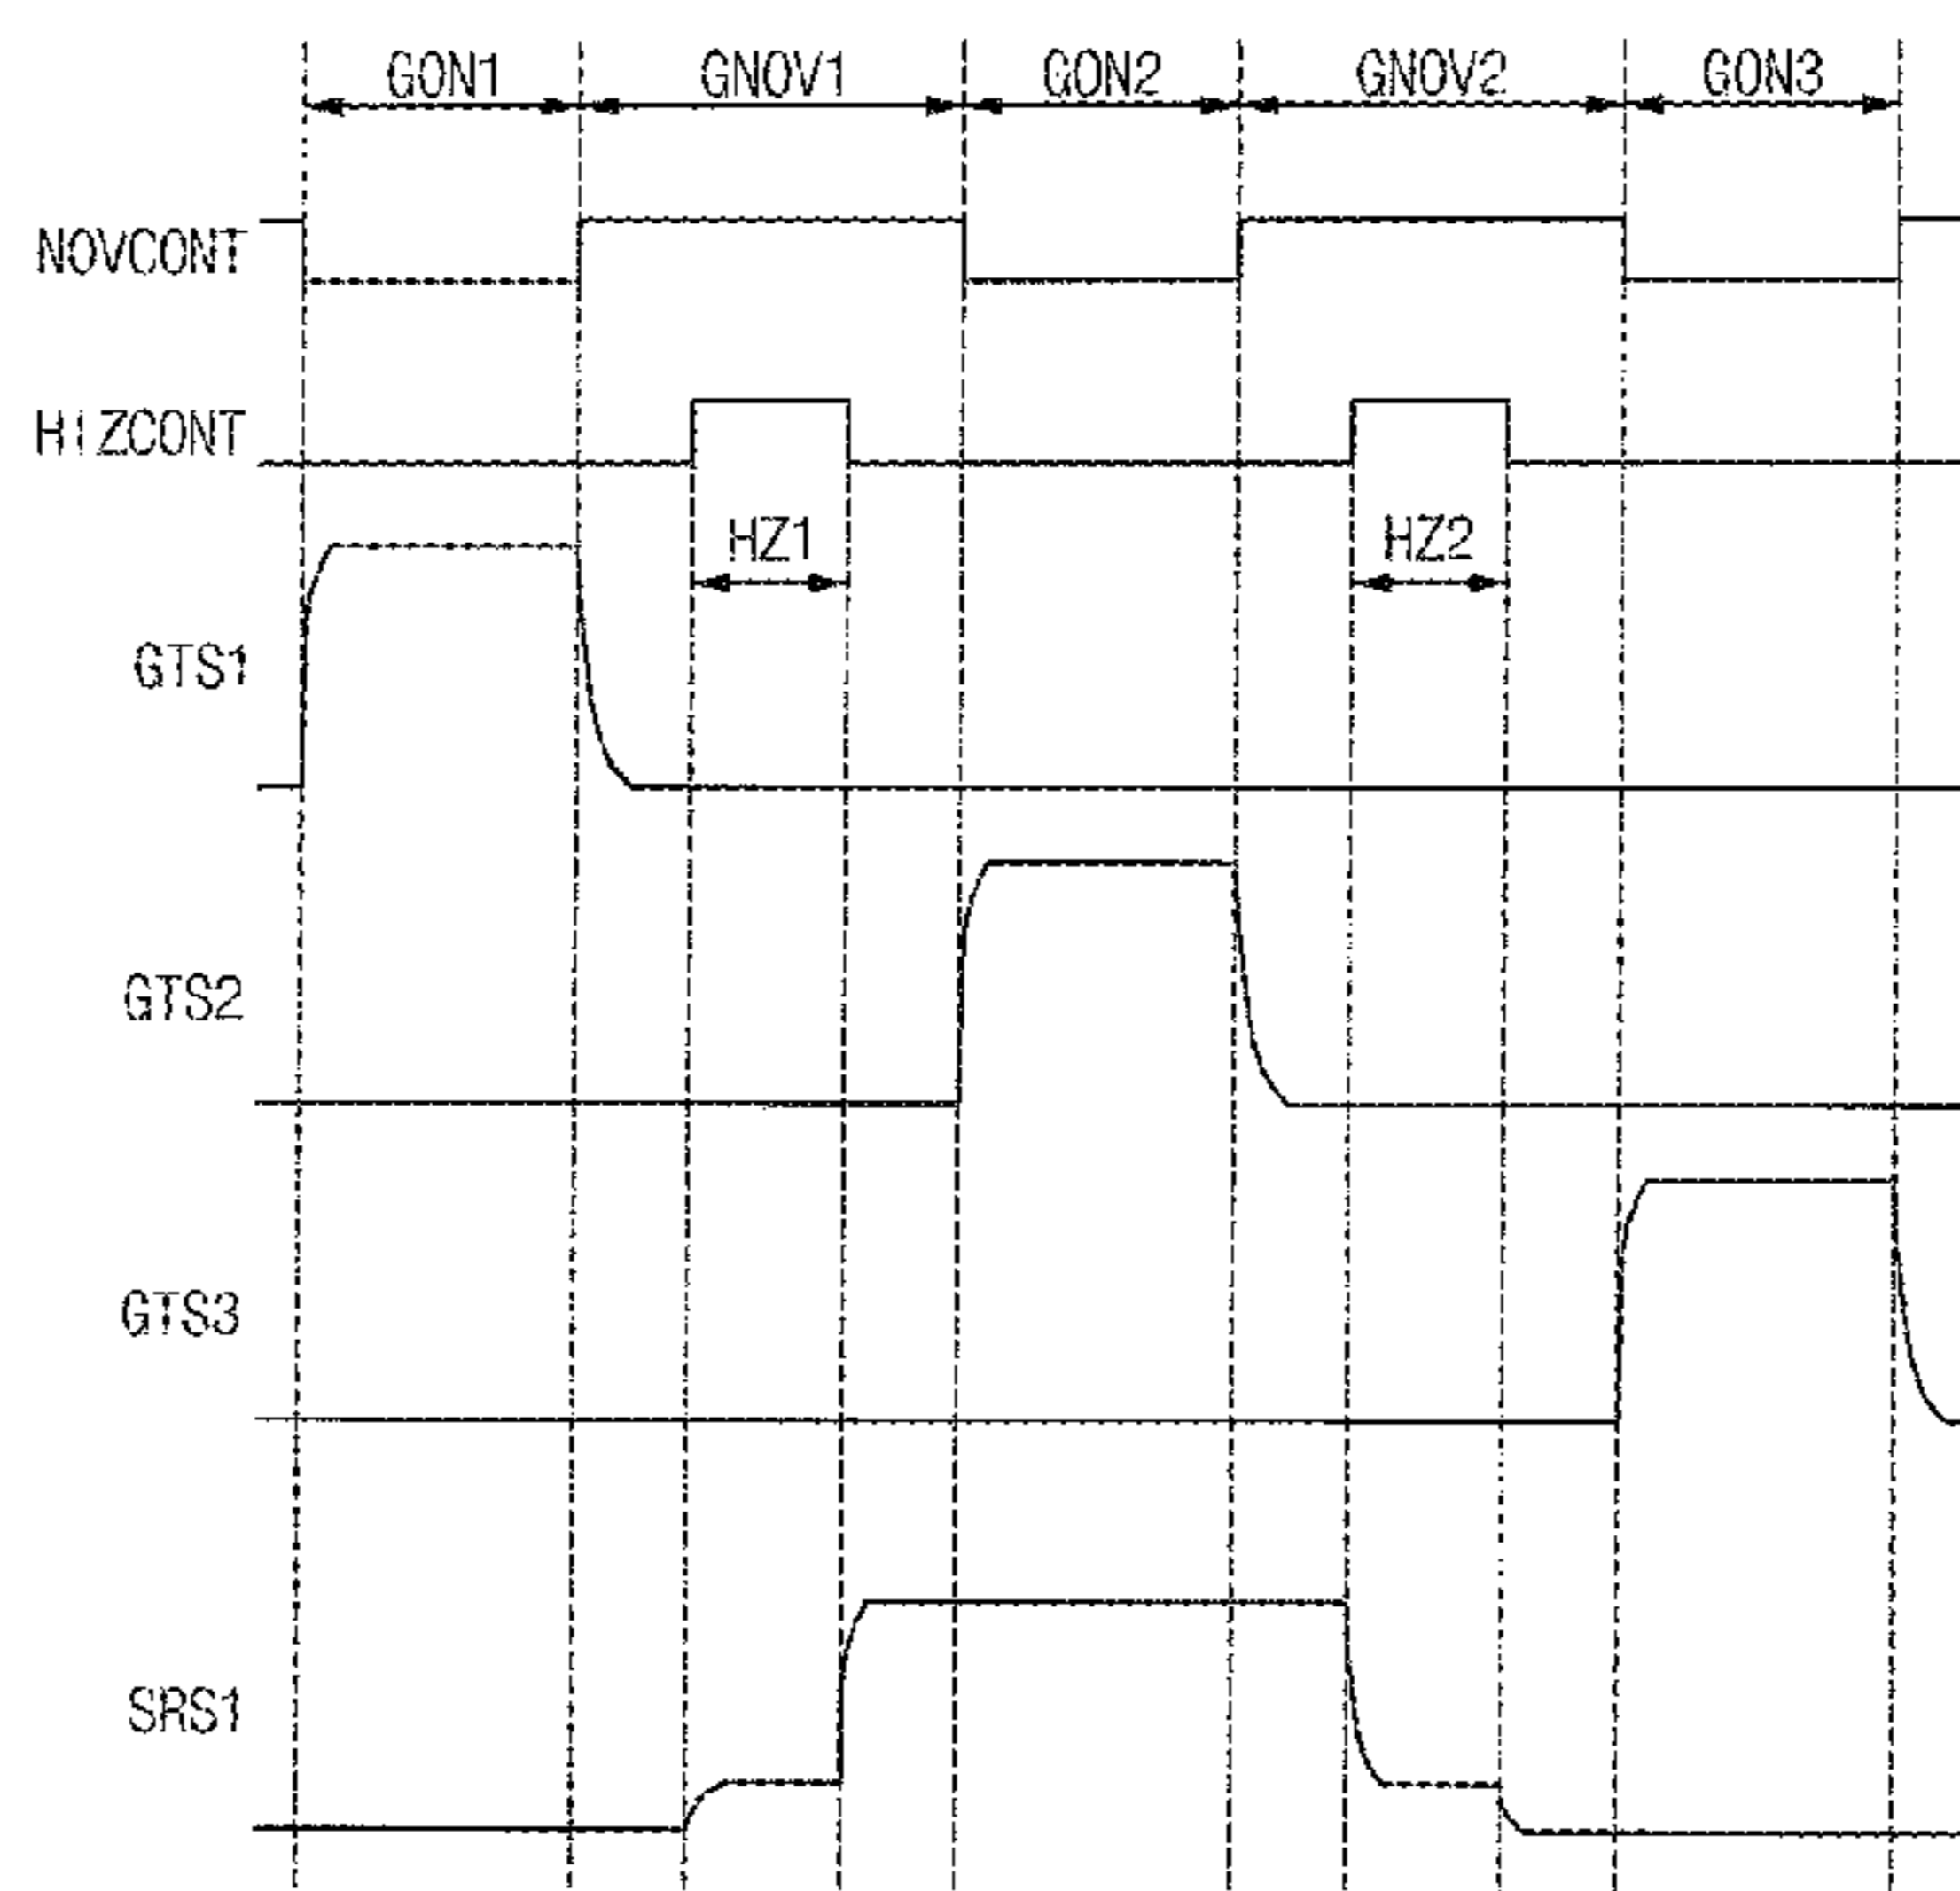 GON1 GNOV1 GON2 GNOV2 GON3
NOVCONT
HIZCONT
HZ1 HZ2
GTS1
GTS2
GTS3
SRS1